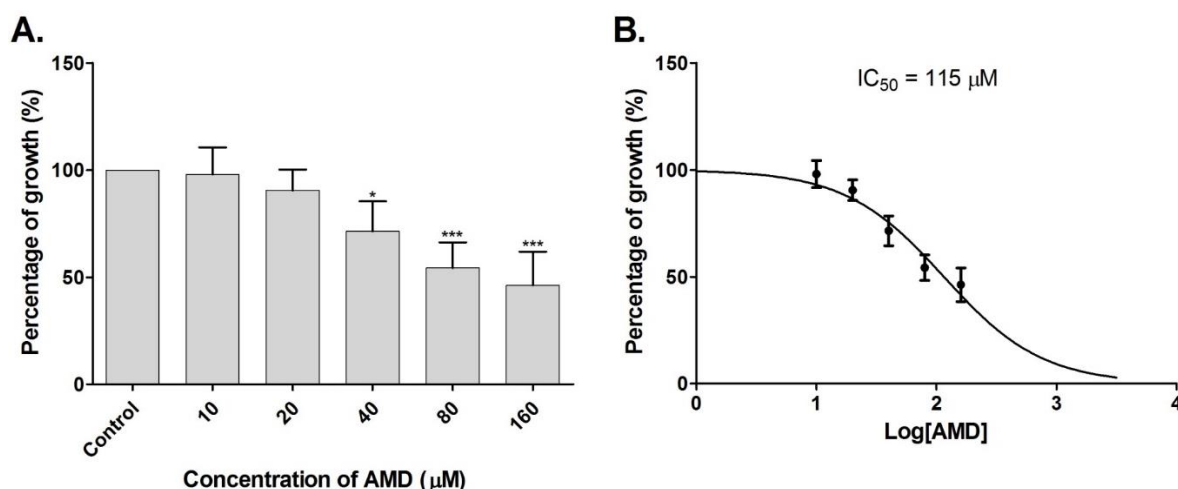 A.
Percentage of growth (%)
150
100
50
0
*
***
***
Control
10
20
40
80
160
Concentration of AMD (μM)
B.
Percentage of growth (%)
150
100
50
0
IC50 = 115 μM
0
1
2
3
4
Log[AMD]